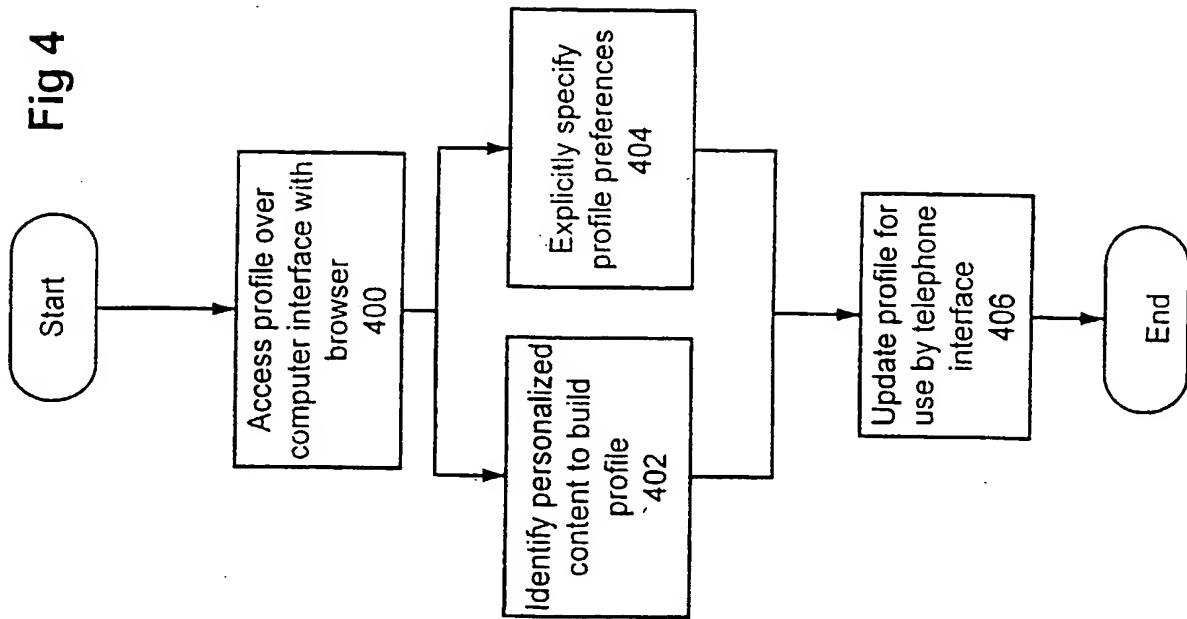 Fig 4
Start
Access profile over
computer interface with
browser
400
Identify personalized
content to build
profile
402
Explicitly specify
profile preferences
404
Update profile for
use by telephone
interface
406
End